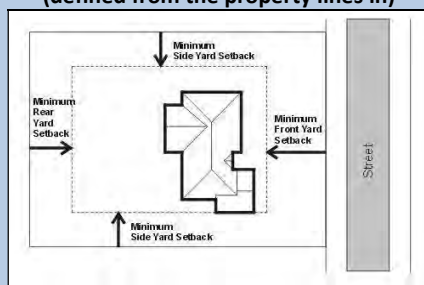 (defined from the property lines in)
Minimum
Side Yard Setback
Minimum
Rear
Yard
Setback
Minimum
Front Yard
Setback
Street
Minimum
Side Yard Setback